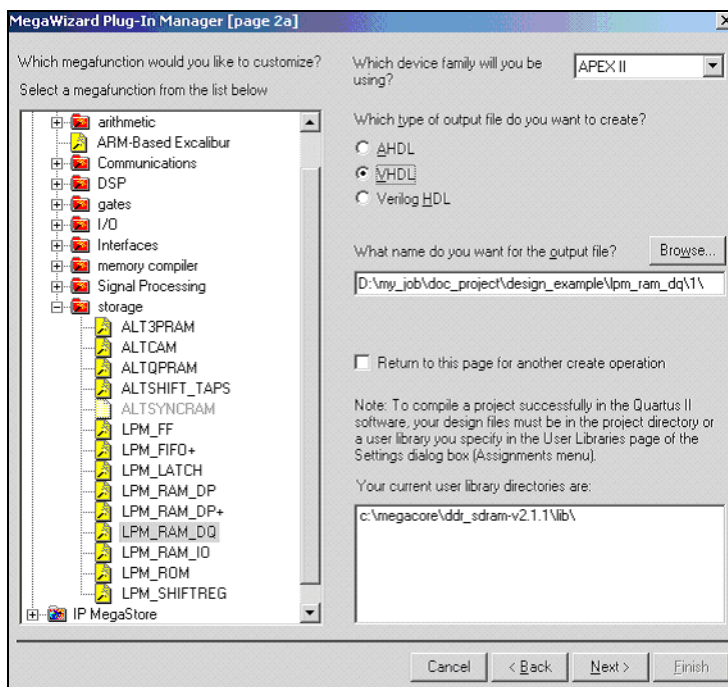 MegaWizard Plug-In Manager [page 2a]
Which megafunction would you like to customize?
Select a megafunction from the list below
arithmetic
ARM-Based Excalibur
Communications
DSP
gates
I/O
Interfaces
memory compiler
Signal Processing
storage
ALT3PRAM
ALTCAM
ALTQPRAM
ALTSHIFT_TAPS
ALTSYNCRAM
LPM_FF
LPM_FIFO+
LPM_LATCH
LPM_RAM_DP
LPM_RAM_DP+
LPM_RAM_DQ
LPM_RAM_IO
LPM_ROM
LPM_SHIFTREG
IP MegaStore
Which device family will you be
using?
APEX II
Which type of output file do you want to create?
AHDL
VHDL
Verilog HDL
What name do you want for the output file?
Browse...
D:\my_job\doc_project\design_example\lpm_ram_dq\1\
Return to this page for another create operation
Note: To compile a project successfully in the Quartus II
software, your design files must be in the project directory or
a user library you specify in the User Libraries page of the
Settings dialog box (Assignments menu).
Your current user library directories are:
c:\megacore\ddr_sdram-v2.1.1\lib\
Cancel
< Back
Next >
Finish